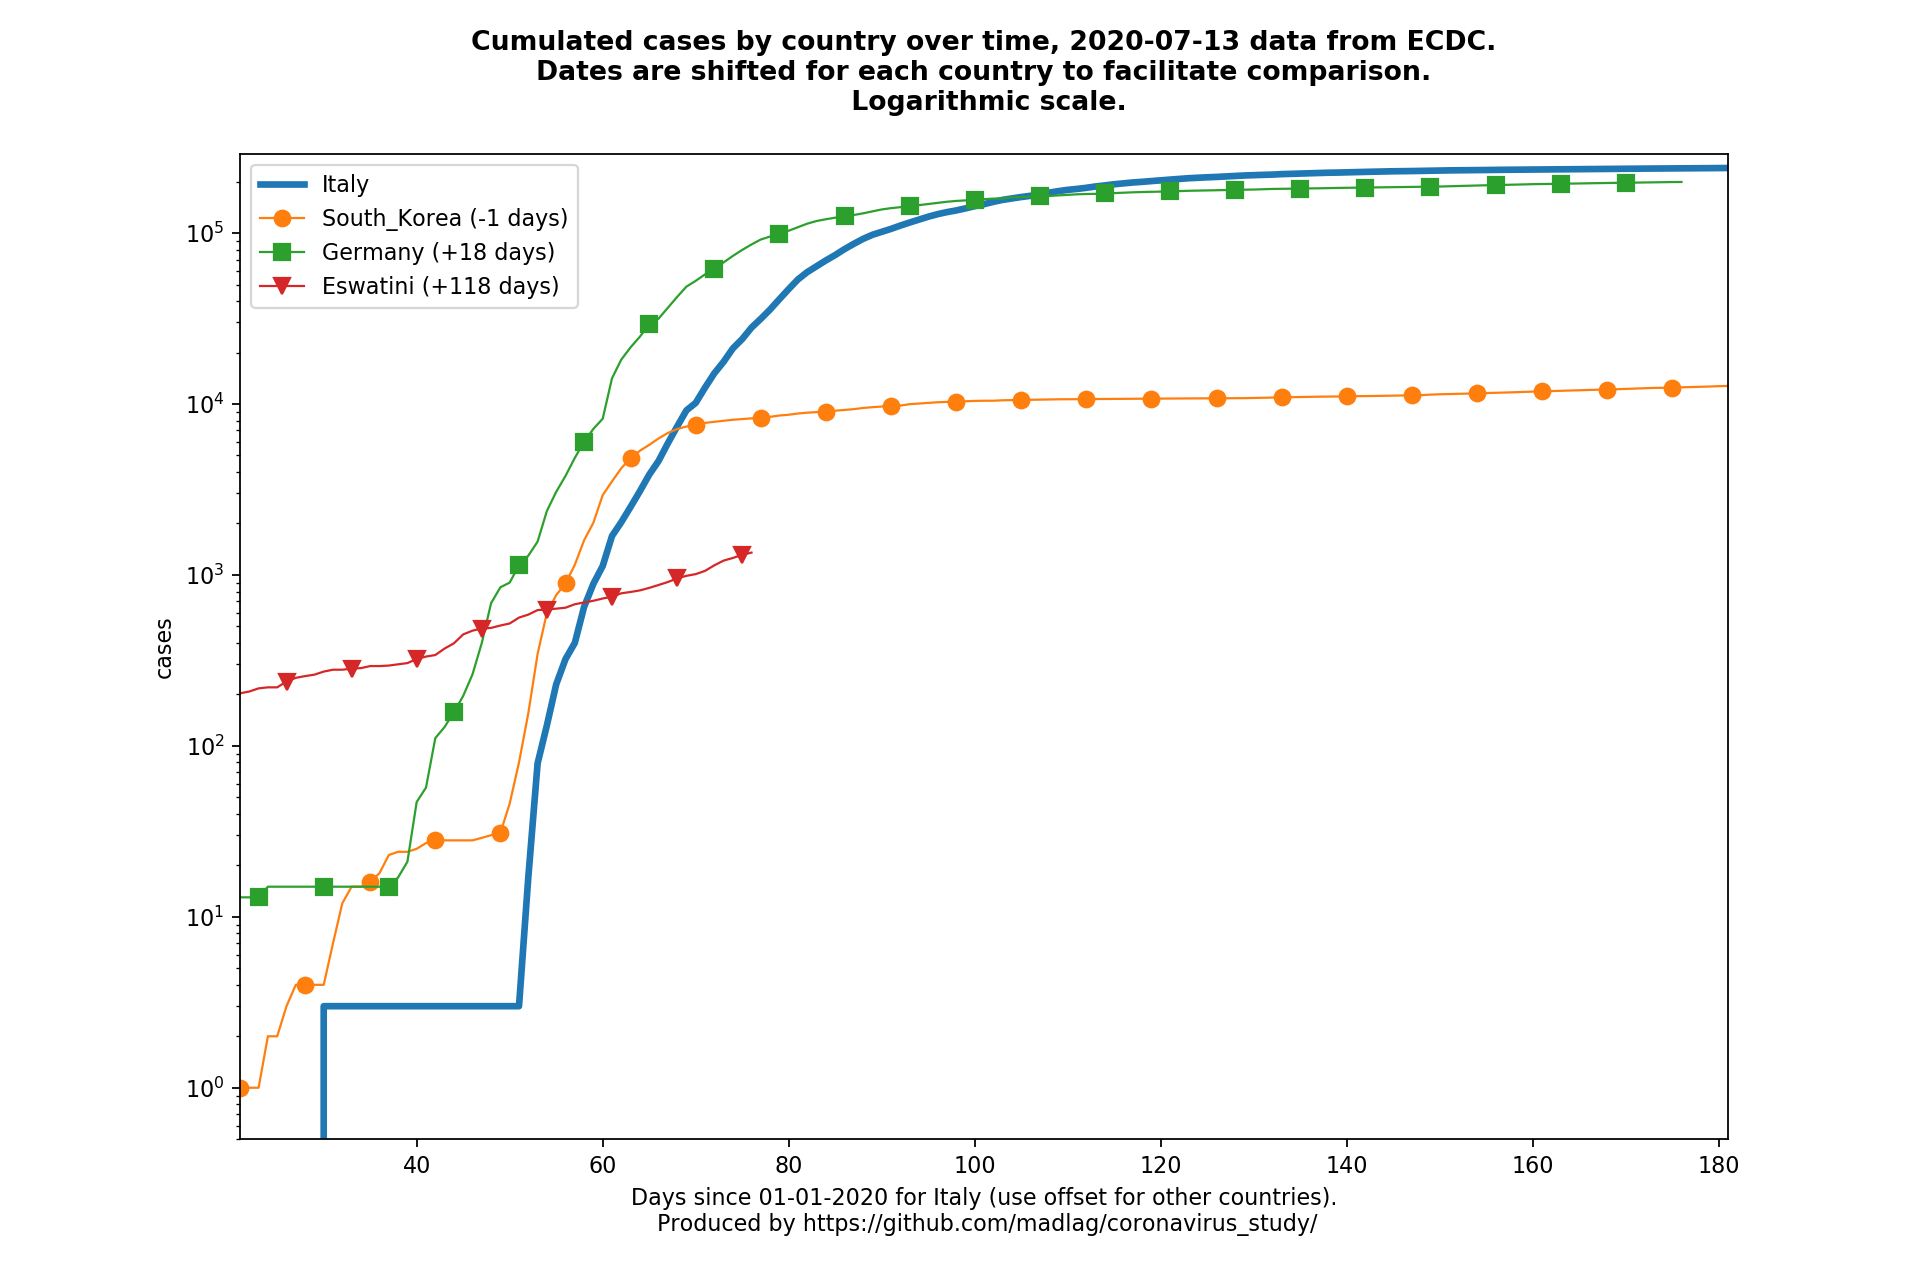 Cumulated cases by country over time, 2020-07-13 data from ECDC.
Dates are shifted for each country to facilitate comparison.
Logarithmic scale.
Italy
South_Korea (-1 days)
Germany (+18 days)
Eswatini (+118 days)
10^5
10^4
10^3
10^2
10^1
10^0
cases
40 60 80 100 120 140 160 180
Days since 01-01-2020 for Italy (use offset for other countries).
Produced by https://github.com/madlag/coronavirus_study/